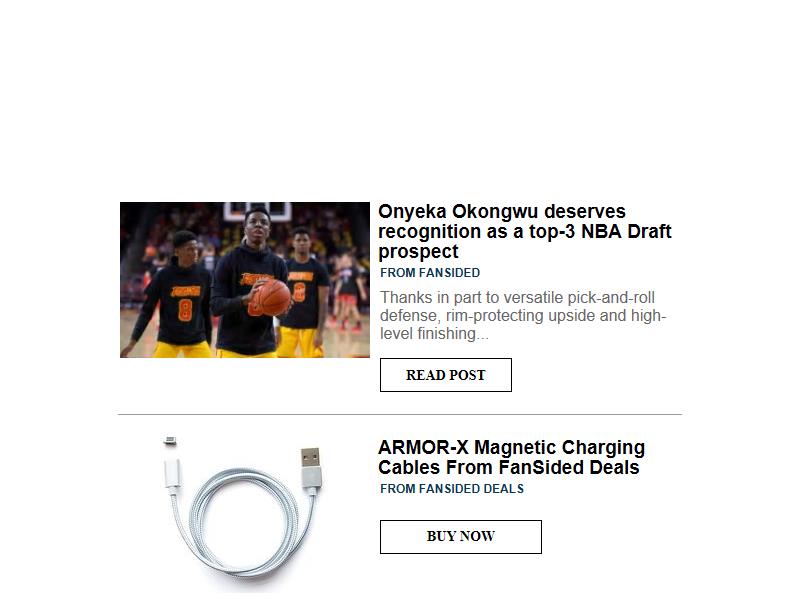 Onyeka Okongwu deserves
recognition as a top-3 NBA Draft
prospect
FROM FANSIDED
Thanks in part to versatile pick-and-roll
defense, rim-protecting upside and high-
level finishing...
READ POST
8
ARMOR-X Magnetic Charging
Cables From FanSided Deals
FROM FANSIDED DEALS
BUY NOW